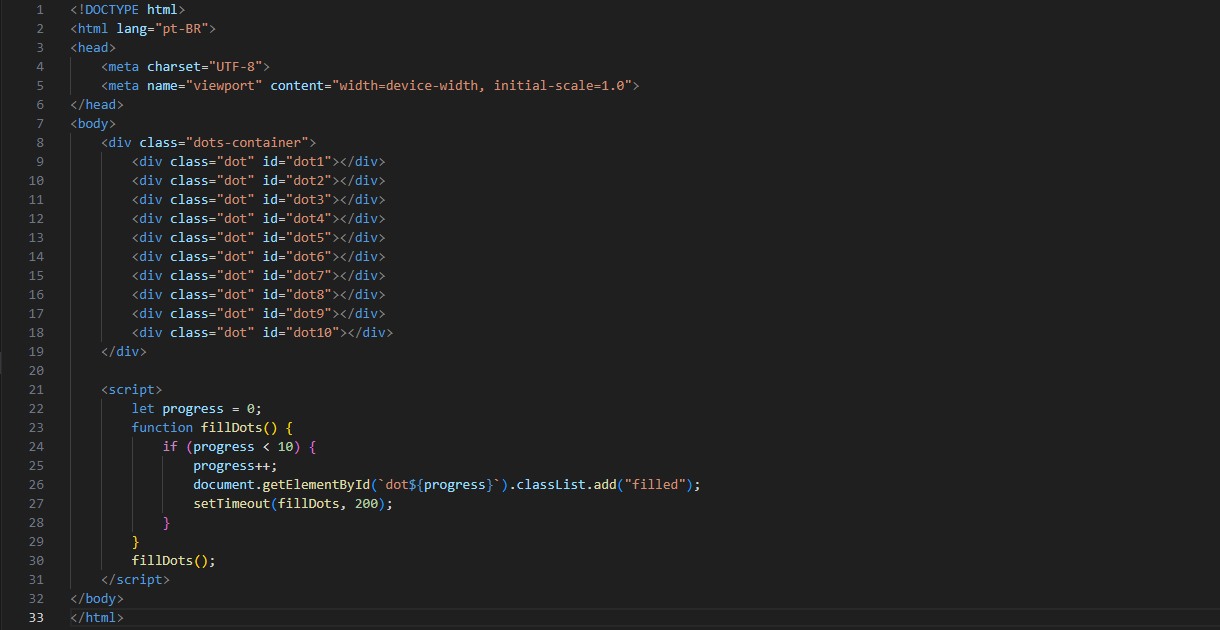 1 <!DOCTYPE html>
2 <html lang="pt-BR">
3 <head>
4     <meta charset="UTF-8">
5     <meta name="viewport" content="width=device-width, initial-scale=1.0">
6 </head>
7 <body>
8     <div class="dots-container">
9         <div class="dot" id="dot1"></div>
10         <div class="dot" id="dot2"></div>
11         <div class="dot" id="dot3"></div>
12         <div class="dot" id="dot4"></div>
13         <div class="dot" id="dot5"></div>
14         <div class="dot" id="dot6"></div>
15         <div class="dot" id="dot7"></div>
16         <div class="dot" id="dot8"></div>
17         <div class="dot" id="dot9"></div>
18         <div class="dot" id="dot10"></div>
19     </div>
20
21     <script>
22         let progress = 0;
23         function fillDots() {
24             if (progress < 10) {
25                 progress++;
26                 document.getElementById(`dot${progress}`).classList.add("filled");
27                 setTimeout(fillDots, 200);
28             }
29         }
30         fillDots();
31     </script>
32 </body>
33 </html>